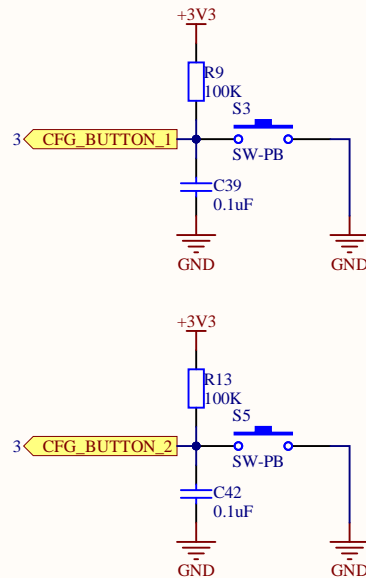 +3V3
R9
100K
S3
3 CFG_BUTTON_1
SW-PB
C39
0.1uF
GND GND
+3V3
R13
100K
S5
3 CFG_BUTTON_2
SW-PB
C42
0.1uF
GND GND